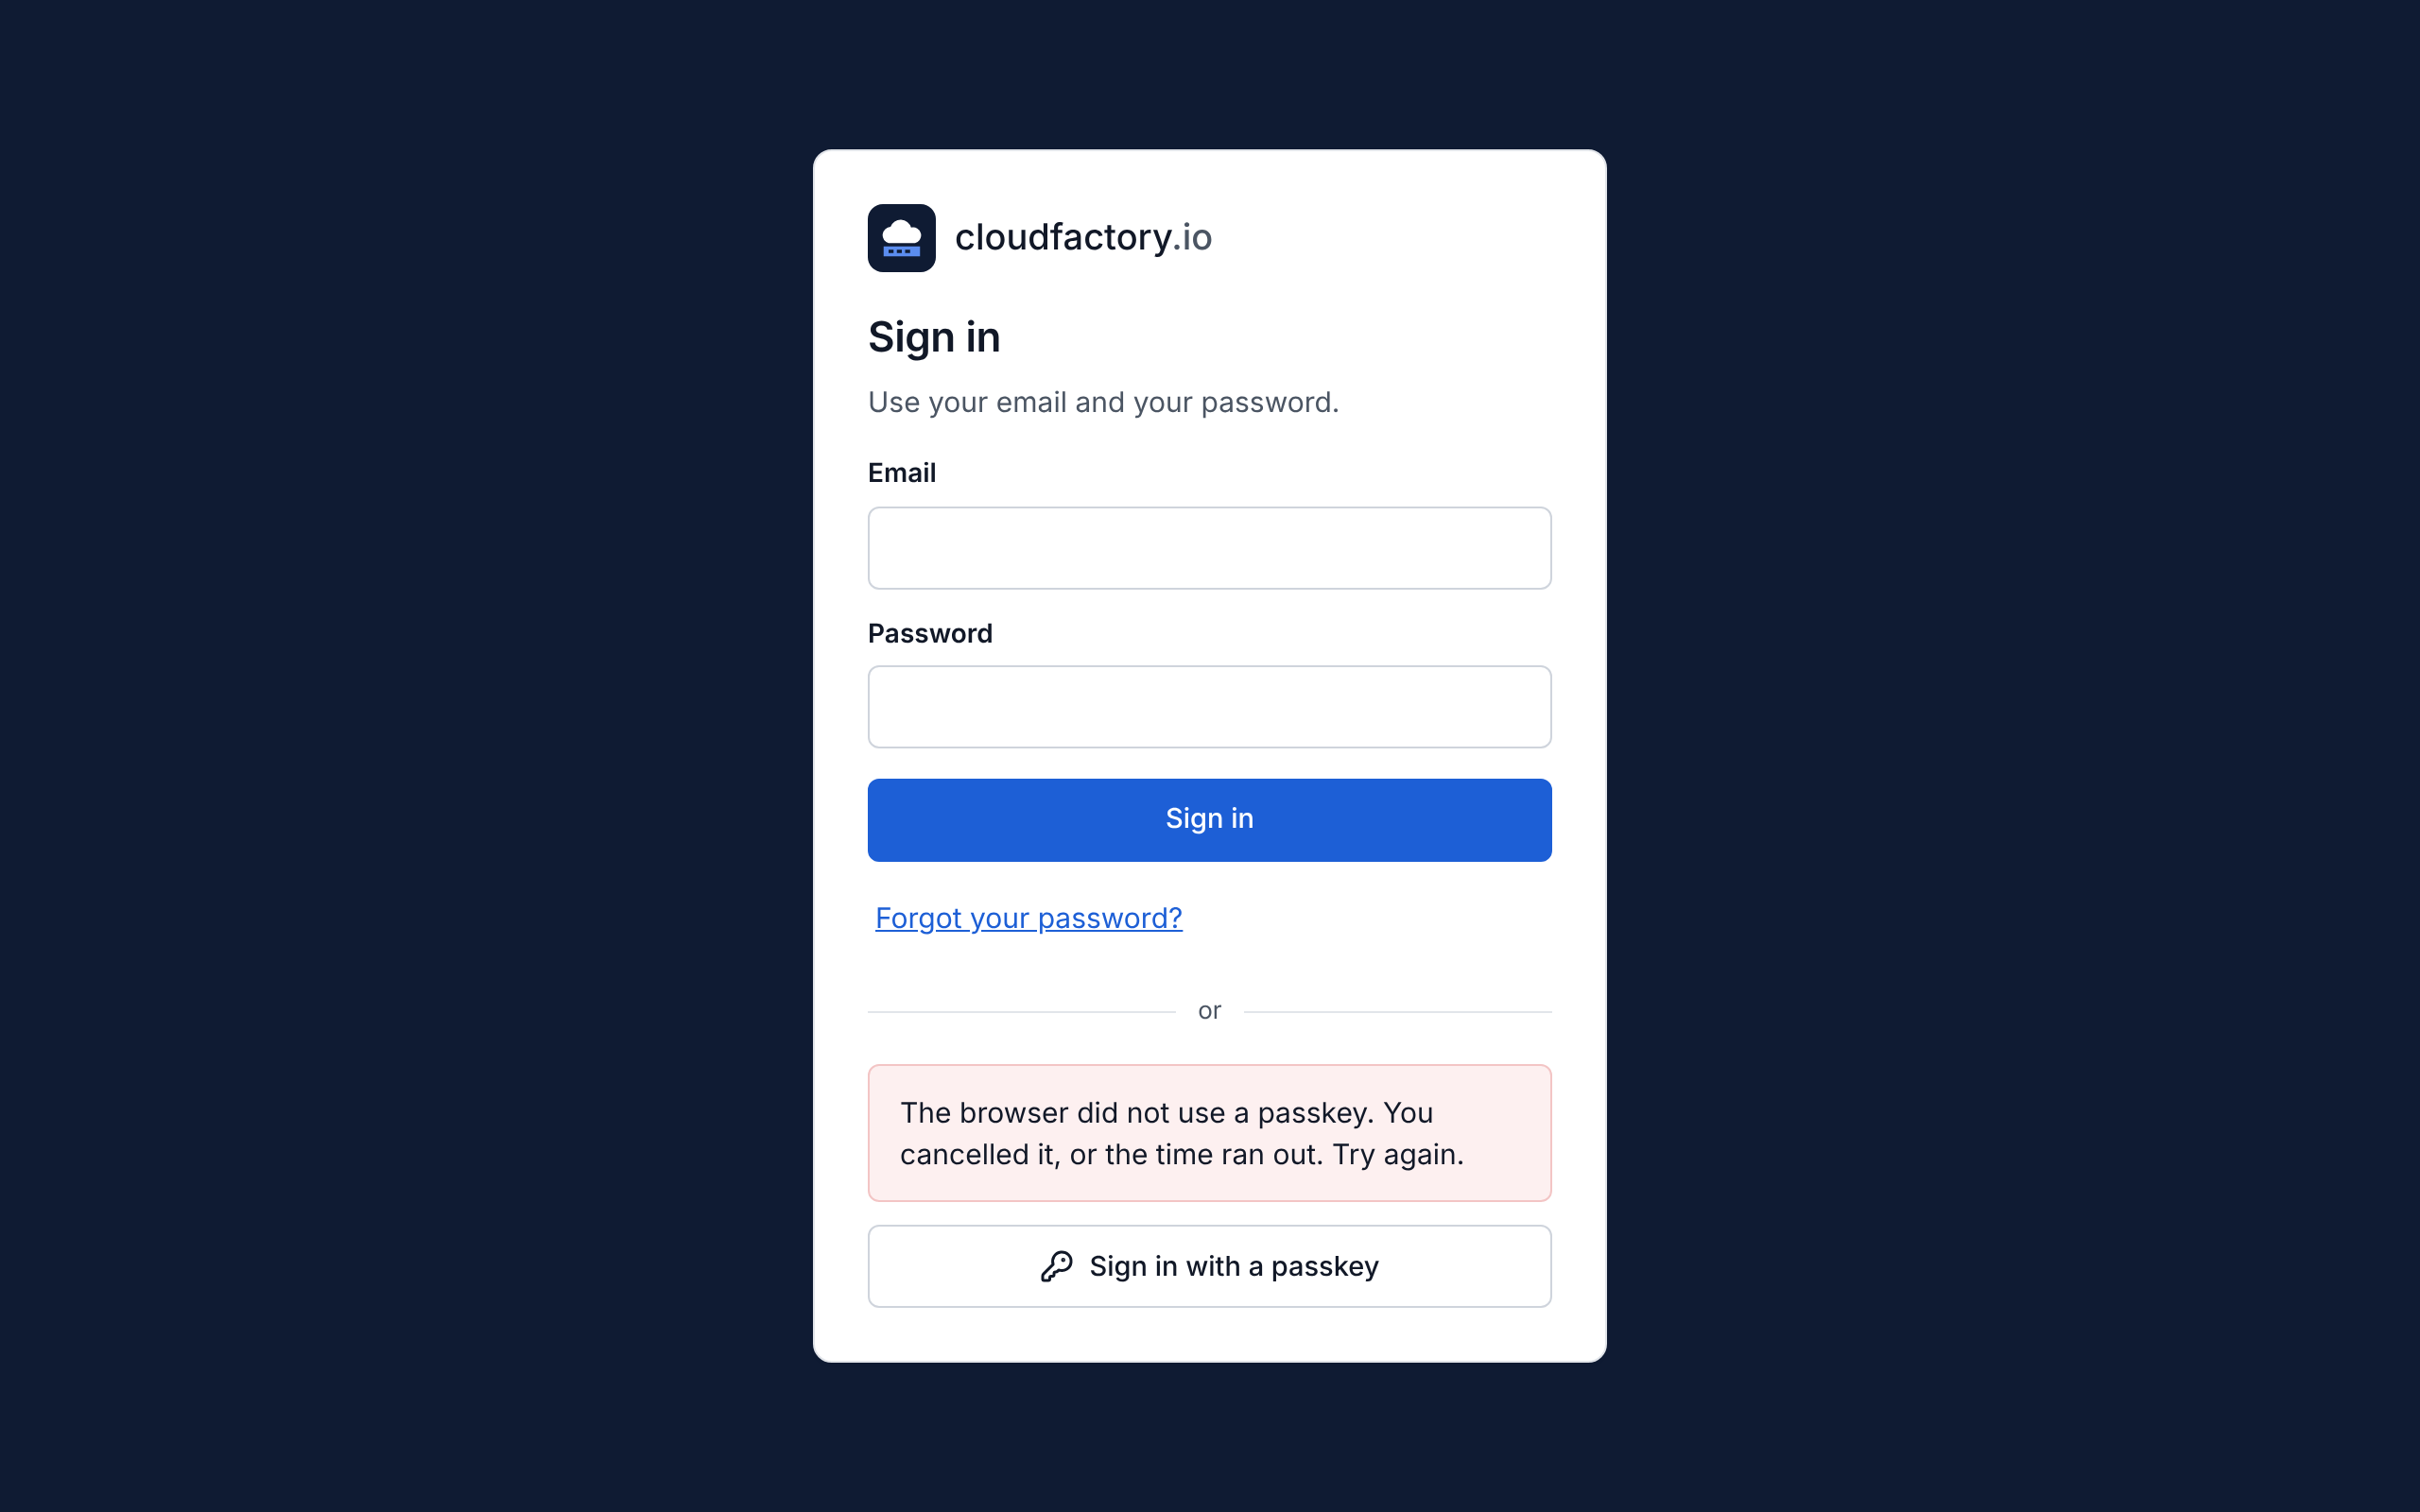 cloudfactory.io
Sign in
Use your email and your password.
Email
Password
Sign in
Forgot your password?
or
The browser did not use a passkey. You
cancelled it, or the time ran out. Try again.
Sign in with a passkey